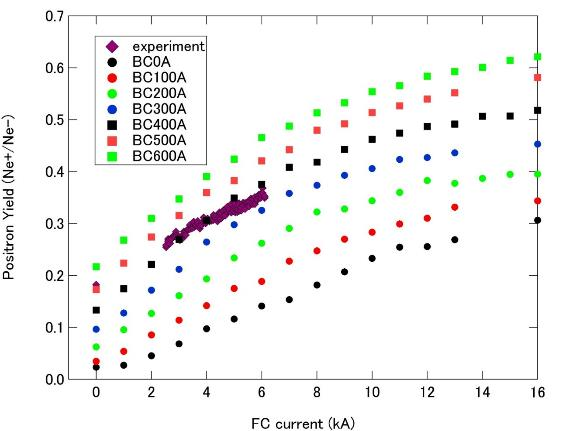 0.7
0.6
0.5
0.4
0.3
0.2
0.1
0.0
Positron Yield (Ne+/Ne-)
experiment
BC0A
BC100A
BC200A
BC300A
BC400A
BC500A
BC600A
0 2 4 6 8 10 12 14 16
FC current (kA)